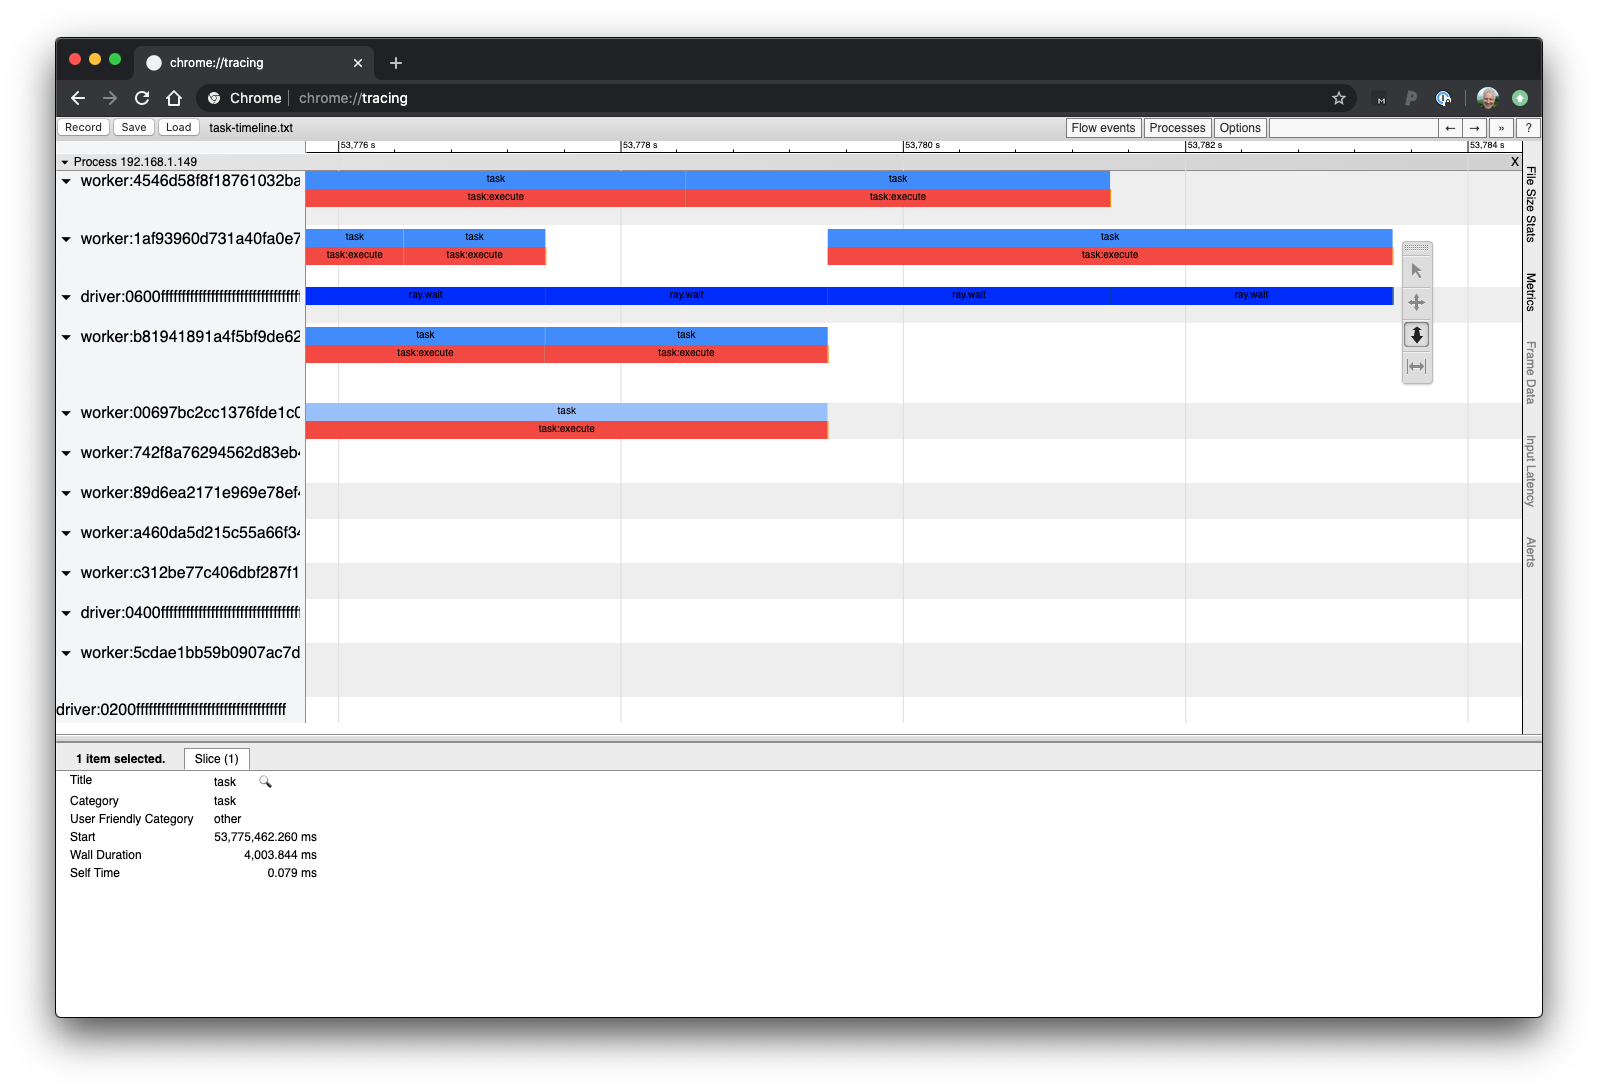 chrome://tracing
Chrome chrome://tracing
Record Save Load task-timeline.txt Flow events Processes Options ← → » ?
53,776 s 53,778 s 53,780 s 53,782 s 53,784 s
Process 192.168.1.149 X
worker:4546d58f8f18761032ba task task
task:execute task:execute
worker:1af93960d731a40fa0e7 task task task
task:execute task:execute task:execute
driver:0600ffffffffffffffffffffffffffffffff ray.wait ray.wait ray.wait ray.wait
worker:b81941891a4f5bf9de62 task task
task:execute task:execute
worker:00697bc2cc1376fde1c0 task
task:execute
worker:742f8a76294562d83eb4
worker:89d6ea2171e969e78ef4
worker:a460da5d215c55a66f34
worker:c312be77c406dbf287f1
driver:0400ffffffffffffffffffffffffffffffff
worker:5cdae1bb59b0907ac7d
driver:0200ffffffffffffffffffffffffffffffffffff
File Size Stats
Metrics
Frame Data
Input Latency
Alerts
1 item selected. Slice (1)
Title task
Category task
User Friendly Category other
Start 53,775,462.260 ms
Wall Duration 4,003.844 ms
Self Time 0.079 ms